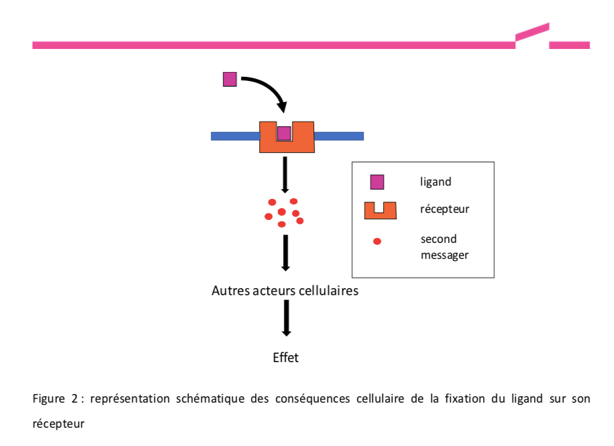 ligand
récepteur
second
messager
Autres acteurs cellulaires
Effet
Figure 2 : représentation schématique des conséquences cellulaire de la fixation du ligand sur son
récepteur